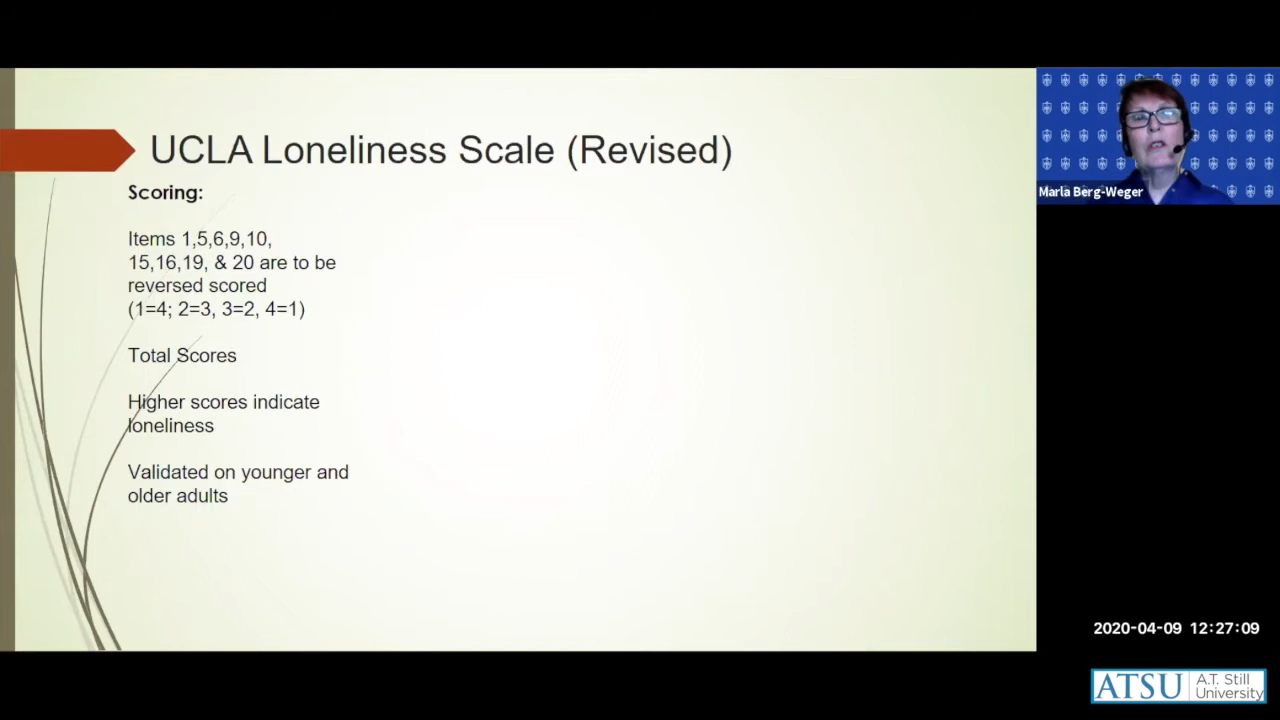 UCLA Loneliness Scale (Revised)
Scoring:
Items 1,5,6,9,10,
15,16,19, & 20 are to be
reversed scored
(1=4; 2=3, 3=2, 4=1)
Total Scores
Higher scores indicate
loneliness
Validated on younger and
older adults
Marla Berg-Weger
2020-04-09 12:27:09
ATSU
A.T. Still
University